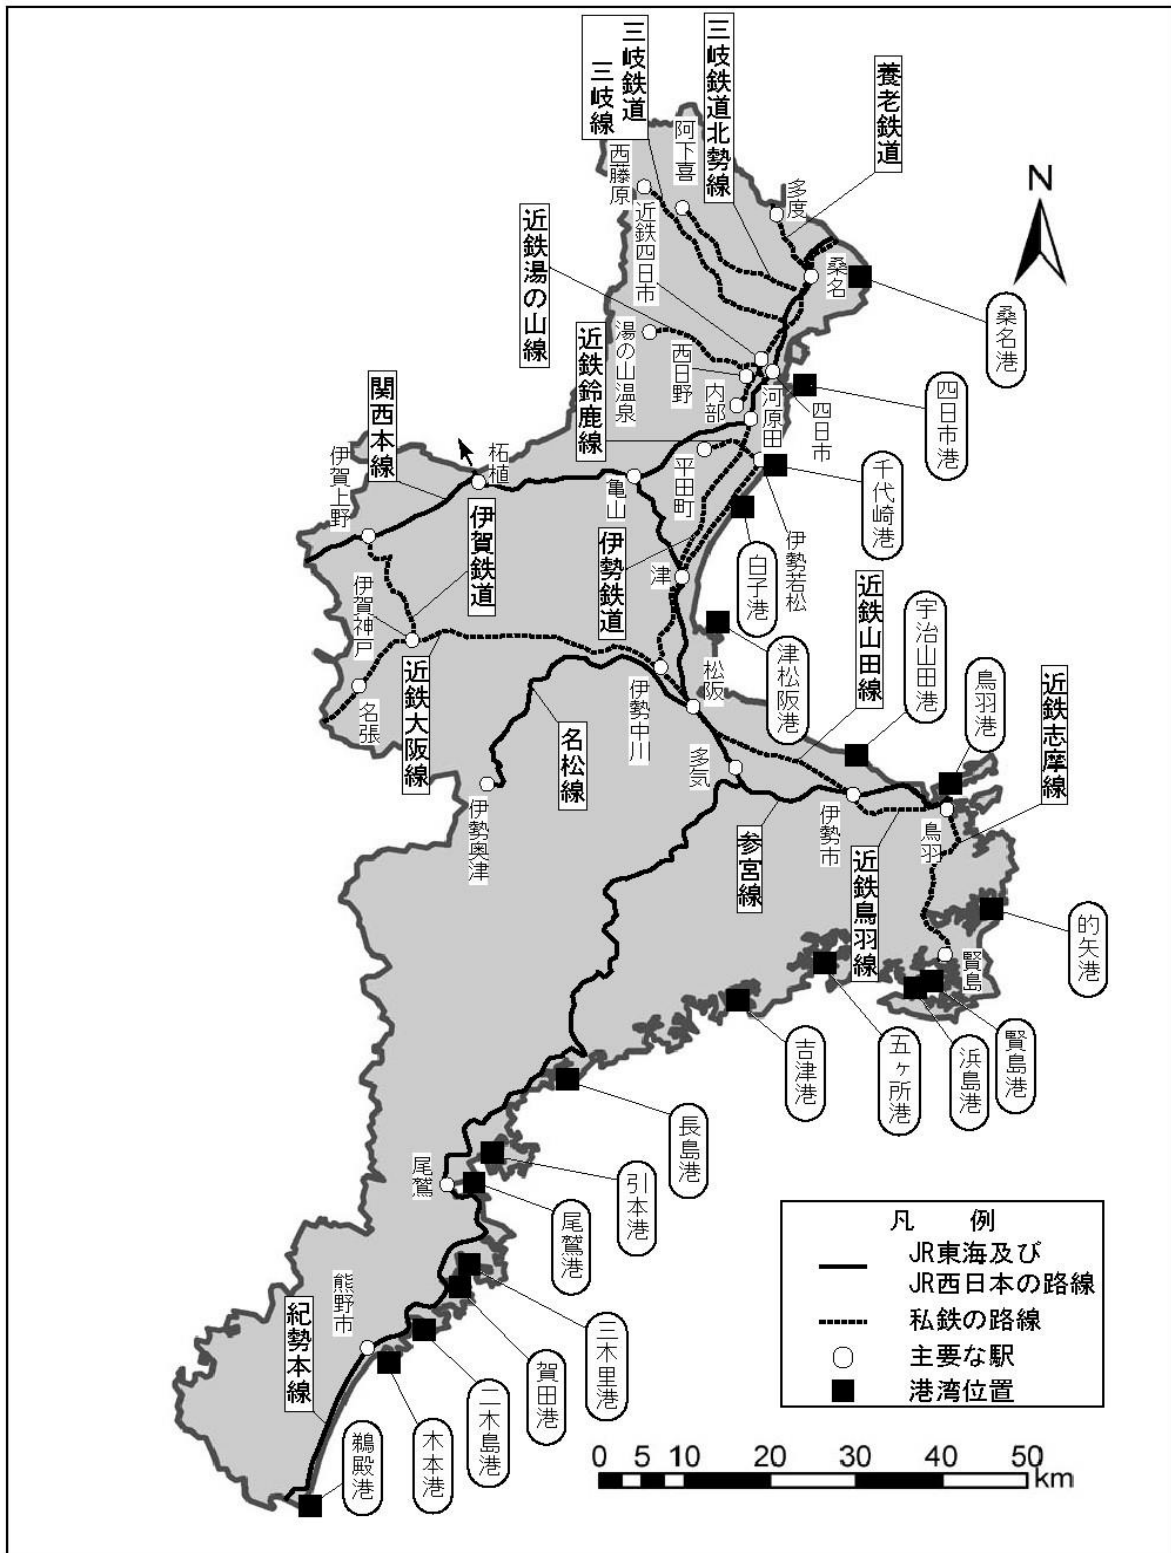 三岐鉄道
三岐線
三岐鉄道北勢線
養老鉄道
阿下喜
西藤原
多度
N
近鉄湯の山線
近鉄四日市
桑名
桑名港
湯の山温泉
近鉄鈴鹿線
西日野
内部
河原田
四日市
四日市港
関西本線
伊賀上野
柘植
亀山
平田町
千代崎港
伊賀鉄道
伊勢鉄道
津
白子港
伊勢若松
伊賀神戸
近鉄大阪線
名張
名松線
伊勢中川
松阪
津松阪港
近鉄山田線
宇治山田港
鳥羽港
近鉄志摩線
多気
伊勢奥津
参宮線
伊勢市
近鉄鳥羽線
鳥羽
的矢港
賢島
吉津港
五ヶ所港
浜島港
賢島港
長島港
尾鷲
引本港
尾鷲港
熊野市
紀勢本線
三木里港
賀田港
二木島港
木本港
鵜殿港
凡 例
JR東海及び
JR西日本の路線
私鉄の路線
主要な駅
港湾位置
0 5 10 20 30 40 50
km